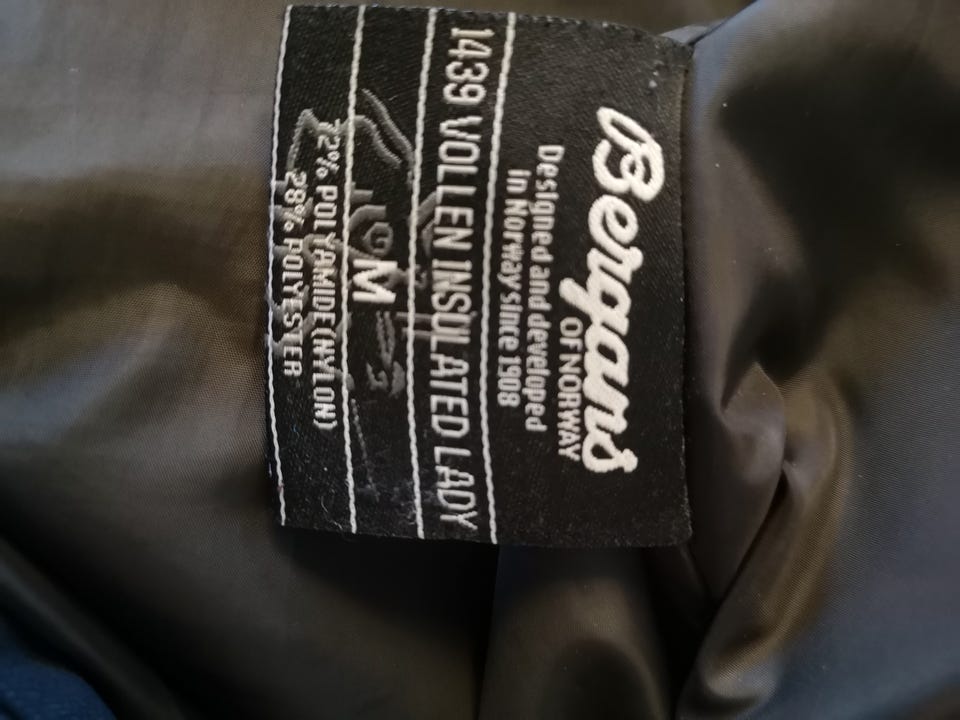 Bergans
OF NORWAY
Designed and developed
in Norway since 1908
1439 VOLLEN INSULATED LADY
M
72% POLYAMIDE (NYLON)
28% POLYESTER